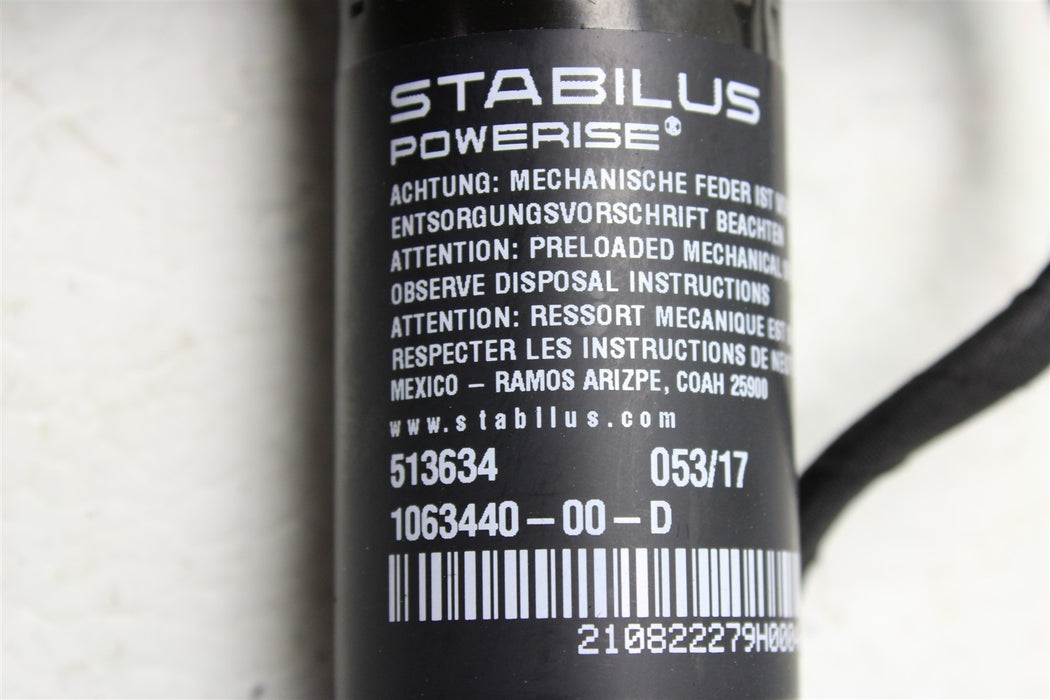 STABILUS
POWERISE®
ACHTUNG: MECHANISCHE FEDER IST
ENTSORGUNGSVORSCHRIFT BEACHTEN
ATTENTION: PRELOADED MECHANICAL
OBSERVE DISPOSAL INSTRUCTIONS
ATTENTION: RESSORT MECANIQUE EST
RESPECTER LES INSTRUCTIONS DE
MEXICO – RAMOS ARIZPE, COAH 25900
www.stabilus.com
513634 053/17
1063440–00–D
210822279H000